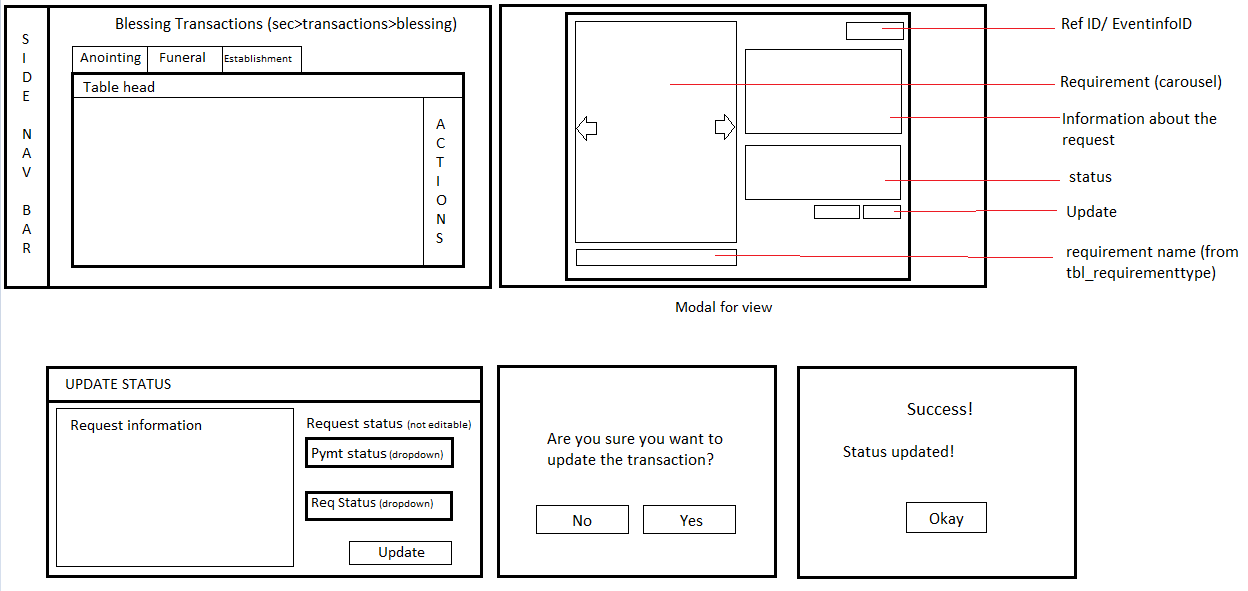 SIDE NAV BAR
Blessing Transactions (sec>transactions>blessing)
Anointing
Funeral
Establishment
Table head
ACTIONS
Ref ID/ EventinfoID
Requirement (carousel)
Information about the
request
status
Update
requirement name (from
tbl_requirementtype)
Modal for view
UPDATE STATUS
Request information
Request status (not editable)
Pymt status (dropdown)
Req Status (dropdown)
Update
Are you sure you want to
update the transaction?
No
Yes
Success!
Status updated!
Okay